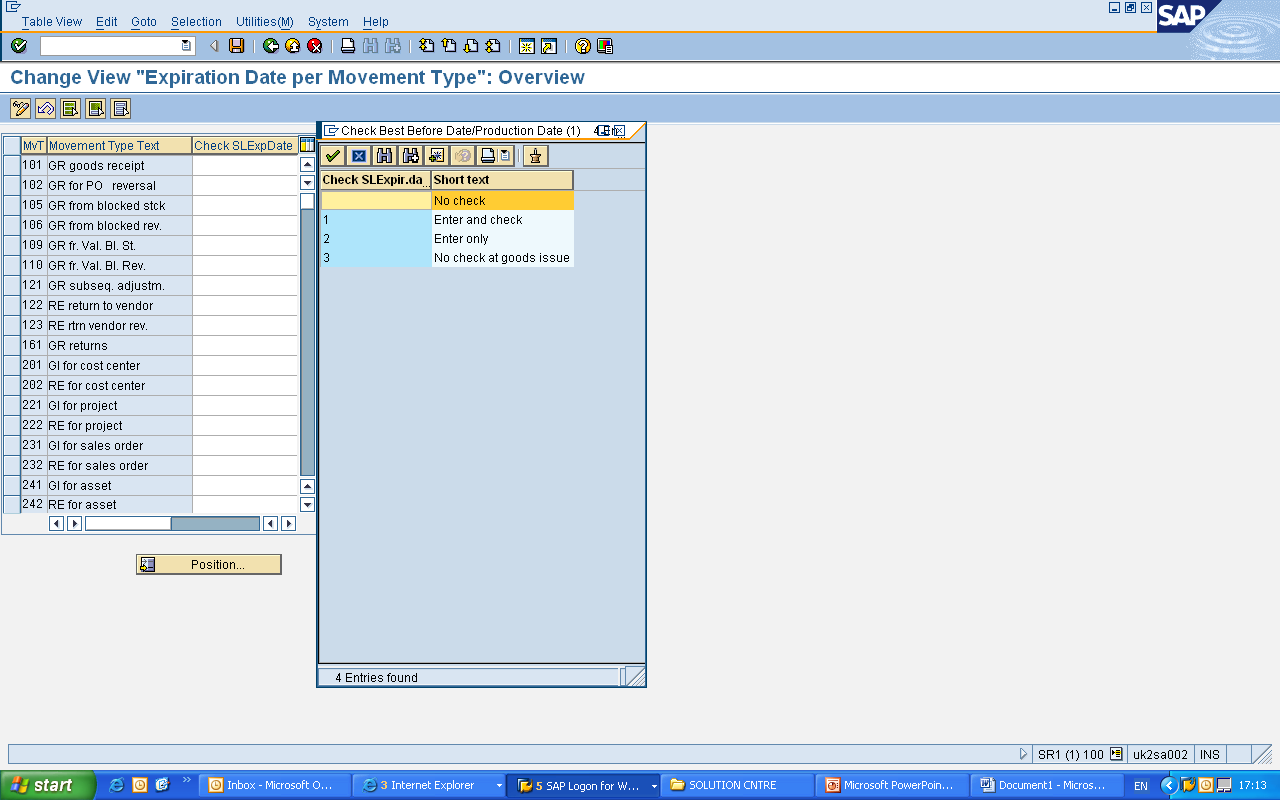 Table View Edit Goto Selection Utilities(M) System Help
SAP
Change View "Expiration Date per Movement Type": Overview
MvT Movement Type Text Check SLExpDate
101 GR goods receipt
102 GR for PO reversal
105 GR from blocked stck
106 GR from blocked rev.
109 GR fr. Val. Bl. St.
110 GR fr. Val. Bl. Rev.
121 GR subseq. adjustm.
122 RE return to vendor
123 RE rtrn vendor rev.
161 GR returns
201 GI for cost center
202 RE for cost center
221 GI for project
222 RE for project
231 GI for sales order
232 RE for sales order
241 GI for asset
242 RE for asset
Position...
Check Best Before Date/Production Date (1)
Check SLExpir.da... Short text
No check
1 Enter and check
2 Enter only
3 No check at goods issue
4 Entries found
SR1 (1) 100 uk2sa002 INS
start Inbox - Microsoft O... 3 Internet Explorer 5 SAP Logon for W... SOLUTION CNTRE Microsoft PowerPoin... Document1 - Micros... EN 17:13